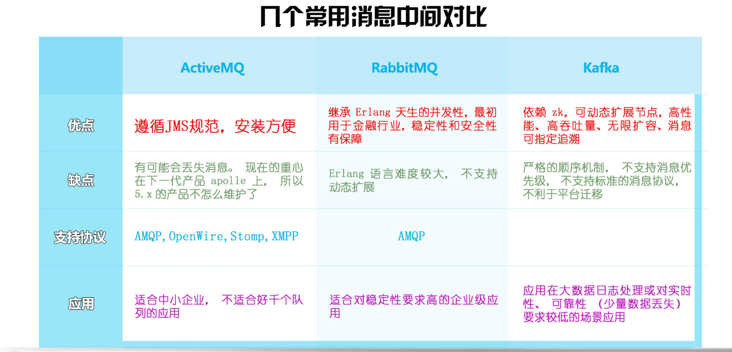 几个常用消息中间对比
ActiveMQ
RabbitMQ
Kafka
优点
遵循JMS规范，安装方便
继承 Erlang 天生的并发性，最初
用于金融行业，稳定性和安全性
有保障
依赖 zk，可动态扩展节点，高性
能、高吞吐量、无限扩容、消息
可指定追溯
缺点
有可能会丢失消息。 现在的重心
在下一代产品 apolle 上， 所以
5.x 的产品不怎么维护了
Erlang 语言难度较大， 不支持
动态扩展
严格的顺序机制， 不支持消息优
先级， 不支持标准的消息协议，
不利于平台迁移
支持协议
AMQP,OpenWire,Stomp,XMPP
AMQP
应用
适合中小企业， 不适合好千个队
列的应用
适合对稳定性要求高的企业级应
用
应用在大数据日志处理或对实时
性、 可靠性 （少量数据丢失）
要求较低的场景应用